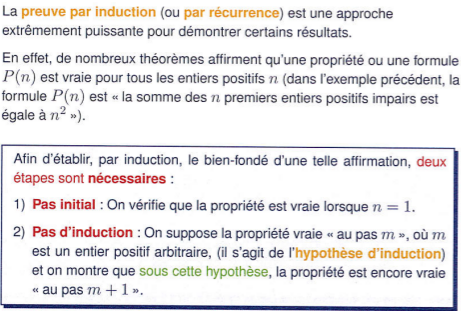 La preuve par induction (ou par récurrence) est une approche
extrêmement puissante pour démontrer certains résultats.
En effet, de nombreux théorèmes affirment qu'une propriété ou une formule
P(n) est vraie pour tous les entiers positifs n (dans l'exemple précédent, la
formule P(n) est « la somme des n premiers entiers positifs impairs est
égale à n² »).
Afin d'établir, par induction, le bien-fondé d'une telle affirmation, deux
étapes sont nécessaires :
1) Pas initial : On vérifie que la propriété est vraie lorsque n = 1.
2) Pas d'induction : On suppose la propriété vraie « au pas m », où m
est un entier positif arbitraire, (il s'agit de l'hypothèse d'induction)
et on montre que sous cette hypothèse, la propriété est encore vraie
« au pas m + 1 ».